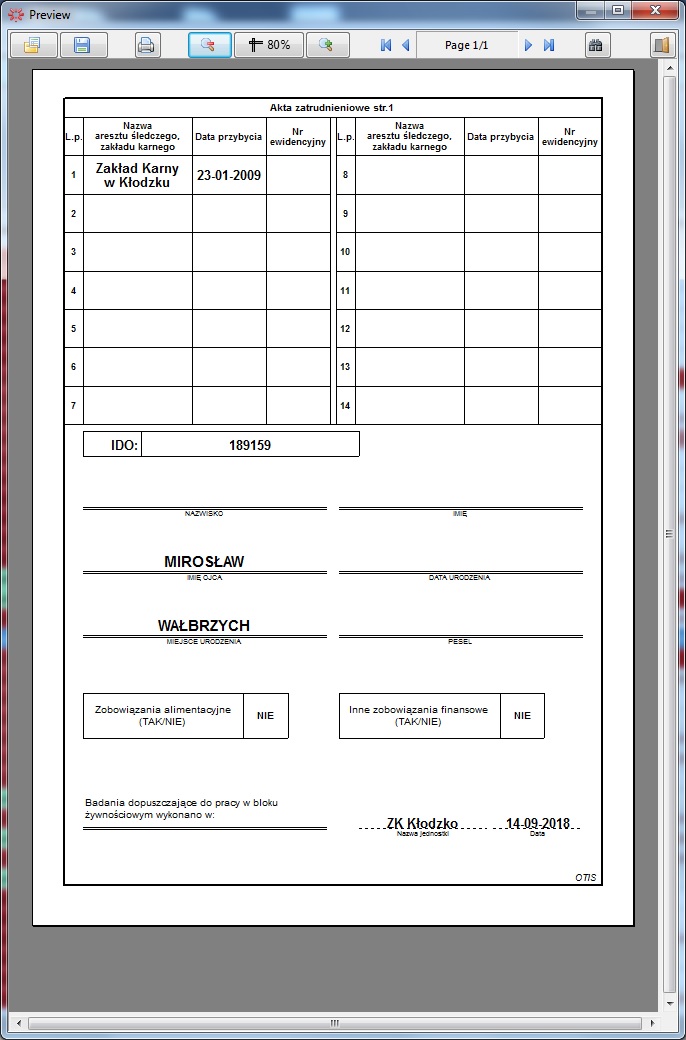 Preview
80%
Page 1/1
Akta zatrudnieniowe str.1
L.p.
Nazwa
aresztu śledczego,
zakładu karnego
Data przybycia
Nr
ewidencyjny
L.p.
Nazwa
aresztu śledczego,
zakładu karnego
Data przybycia
Nr
ewidencyjny
1
Zakład Karny
w Kłodzku
23-01-2009
8
2
9
3
10
4
11
5
12
6
13
7
14
IDO:
189159
NAZWISKO
IMIĘ
MIROSŁAW
IMIĘ OJCA
DATA URODZENIA
WAŁBRZYCH
MIEJSCE URODZENIA
PESEL
Zobowiązania alimentacyjne
(TAK/NIE)
NIE
Inne zobowiązania finansowe
(TAK/NIE)
NIE
Badania dopuszczające do pracy w bloku
żywnościowym wykonano w:
ZK Kłodzko
Nazwa jednostki
14-09-2018
Data
OTIS